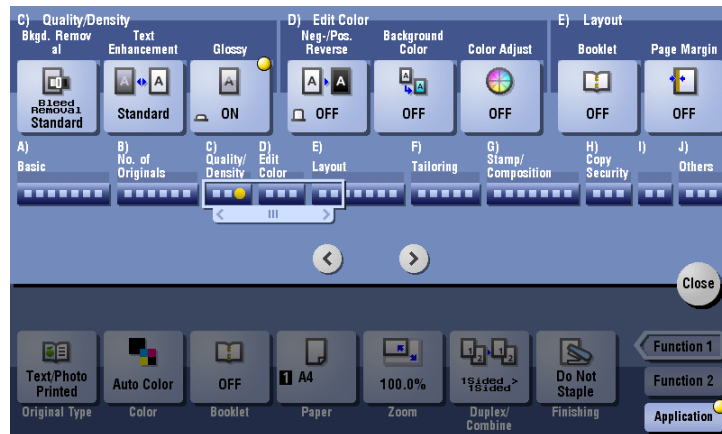 C) Quality/Density
D) Edit Color
E) Layout
Bkgd. Remov
al
Text
Enhancement
Glossy
Neg-/Pos.
Reverse
Background
Color
Color Adjust
Booklet
Page Margin
Bleed
Removal
Standard
Standard
ON
OFF
OFF
OFF
OFF
OFF
A)
Basic
B)
No. of
Originals
C)
Quality/
Density
D)
Edit
Color
E)
Layout
F)
Tailoring
G)
Stamp/
Composition
H)
Copy
Security
I)
J)
Others
Close
Text/Photo
Printed
Original Type
Auto Color
Color
OFF
Booklet
1 A4
Paper
100.0%
Zoom
1Sided >
1Sided
Duplex/
Combine
Do Not
Staple
Finishing
Function 1
Function 2
Application